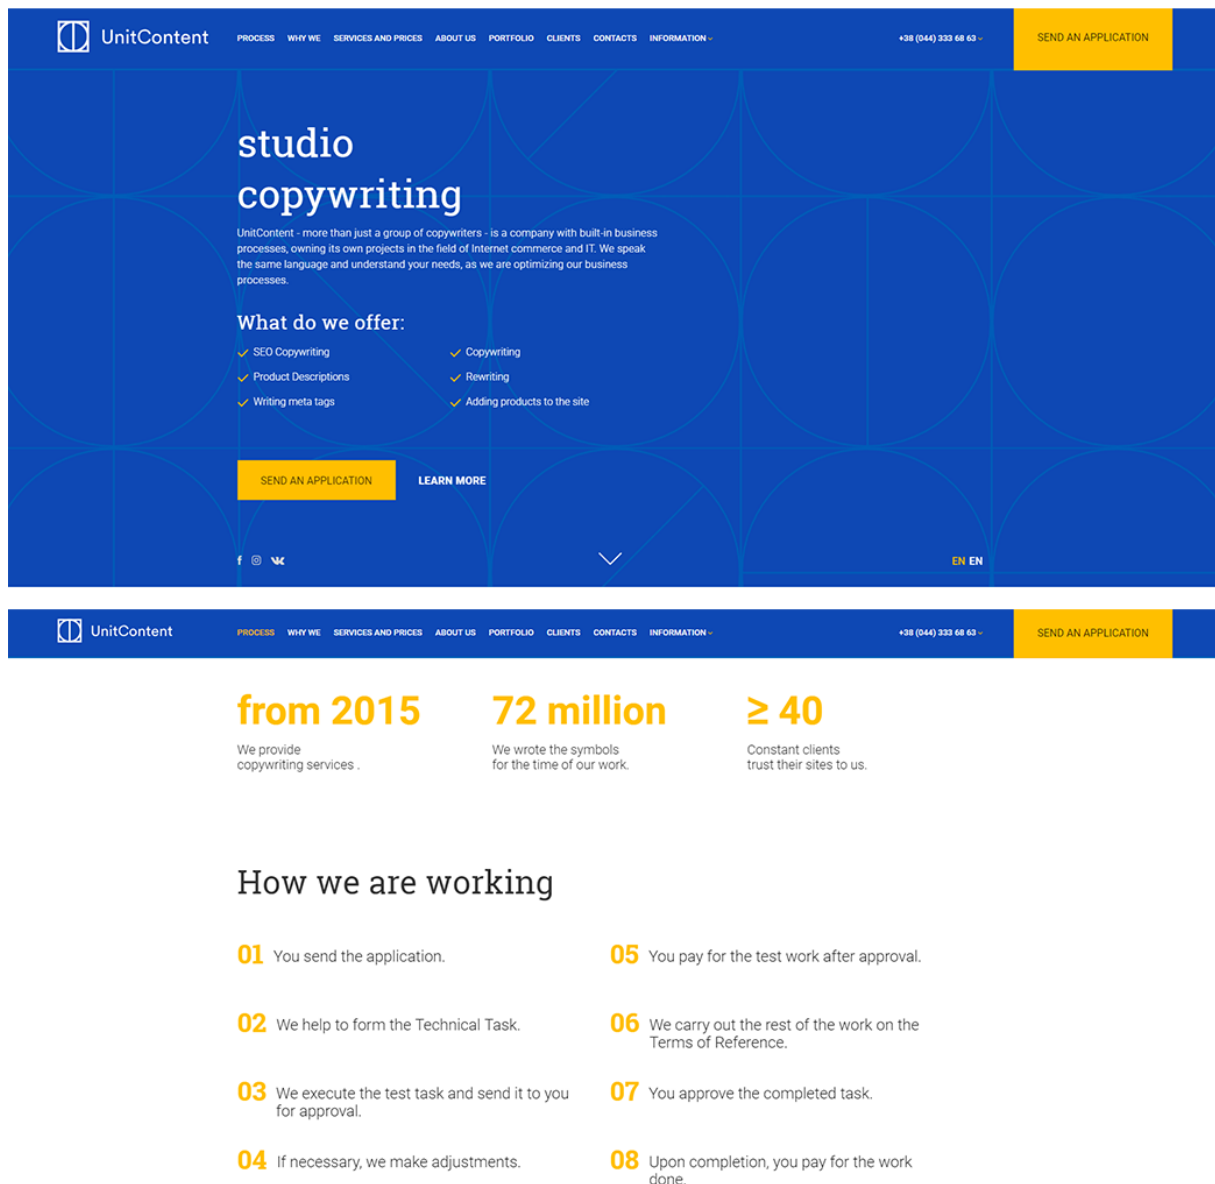 UnitContent
PROCESS WHY WE SERVICES AND PRICES ABOUT US PORTFOLIO CLIENTS CONTACTS INFORMATION
+38 (044) 333 68 63
SEND AN APPLICATION
studio
copywriting
UnitContent - more than just a group of copywriters - is a company with built-in business
processes, owning its own projects in the field of Internet commerce and IT. We speak
the same language and understand your needs, as we are optimizing our business
processes.
What do we offer:
SEO Copywriting
Product Descriptions
Writing meta tags
Copywriting
Rewriting
Adding products to the site
SEND AN APPLICATION
LEARN MORE
EN EN
UnitContent
PROCESS WHY WE SERVICES AND PRICES ABOUT US PORTFOLIO CLIENTS CONTACTS INFORMATION
+38 (044) 333 68 63
SEND AN APPLICATION
from 2015
We provide
copywriting services .
72 million
We wrote the symbols
for the time of our work.
≥ 40
Constant clients
trust their sites to us.
How we are working
01 You send the application.
02 We help to form the Technical Task.
03 We execute the test task and send it to you
for approval.
04 If necessary, we make adjustments.
05 You pay for the test work after approval.
06 We carry out the rest of the work on the
Terms of Reference.
07 You approve the completed task.
08 Upon completion, you pay for the work
done.